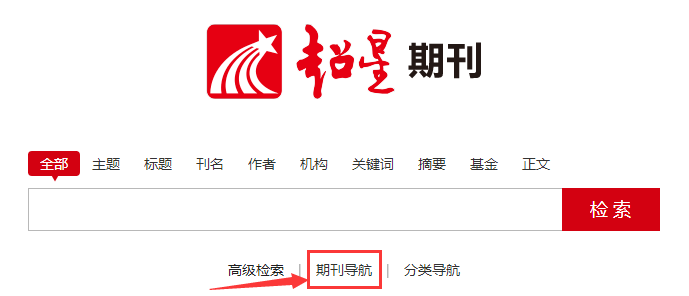 超星 期刊
全部 主题 标题 刊名 作者 机构 关键词 摘要 基金 正文
检索
高级检索 | 期刊导航 | 分类导航